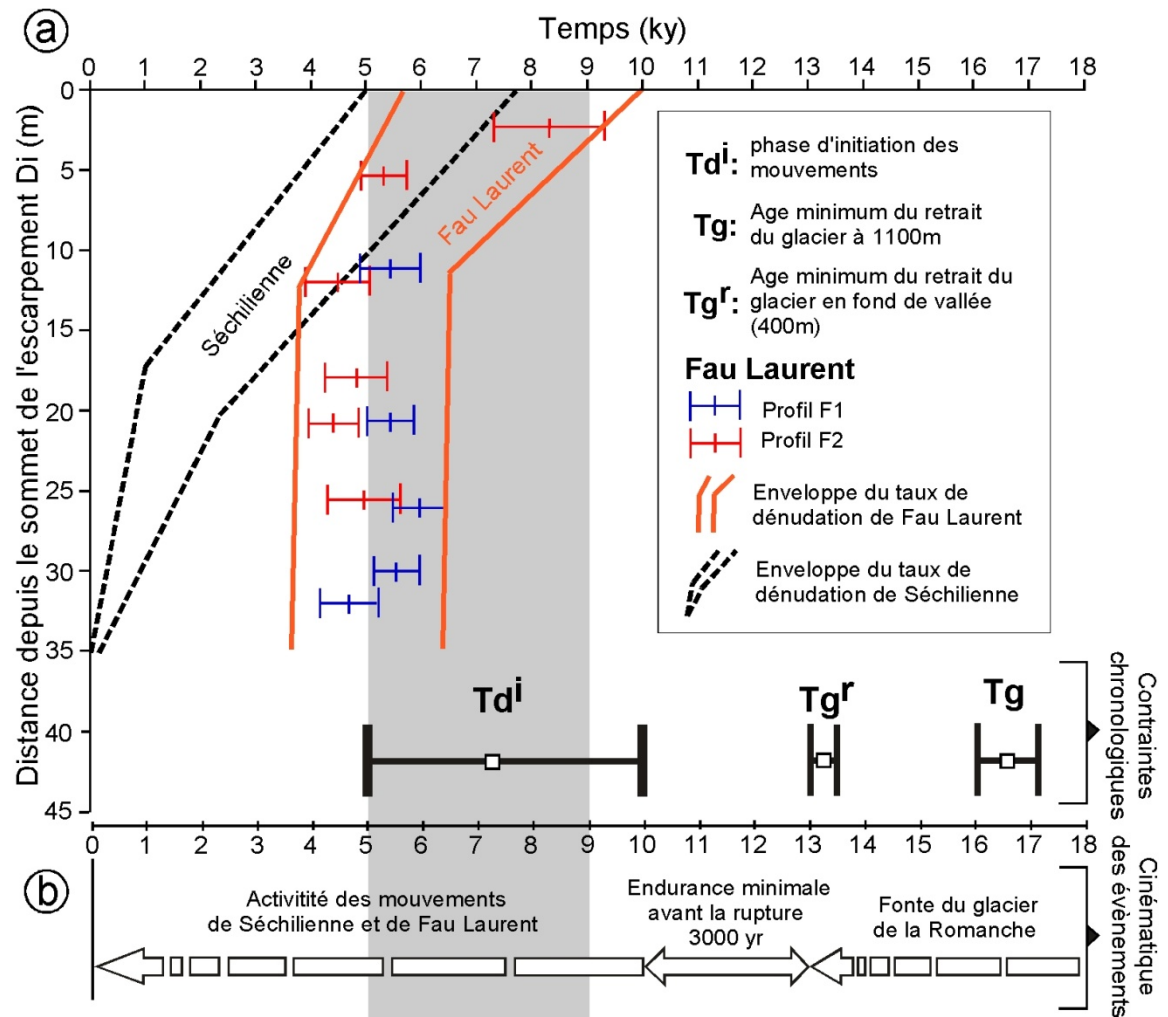 a
Temps (ky)
0 1 2 3 4 5 6 7 8 9 10 11 12 13 14 15 16 17 18
Distance depuis le sommet de l'escarpement Di (m)
0
5
10
15
20
25
30
35
40
45
Séchilienne
Fau Laurent
Tdi: phase d'initiation des
mouvements
Tg: Age minimum du retrait
du glacier à 1100m
Tgr: Age minimum du retrait du
glacier en fond de vallée
(400m)
Fau Laurent
Profil F1
Profil F2
Enveloppe du taux de
dénudation de Fau Laurent
Enveloppe du taux de
dénudation de Séchilienne
Tdi
Tgr
Tg
Contraintes
chronologiques
0 1 2 3 4 5 6 7 8 9 10 11 12 13 14 15 16 17 18
b
Activitité des mouvements
de Séchilienne et de Fau Laurent
Endurance minimale
avant la rupture
3000 yr
Fonte du glacier
de la Romanche
Cinématique
des évènements